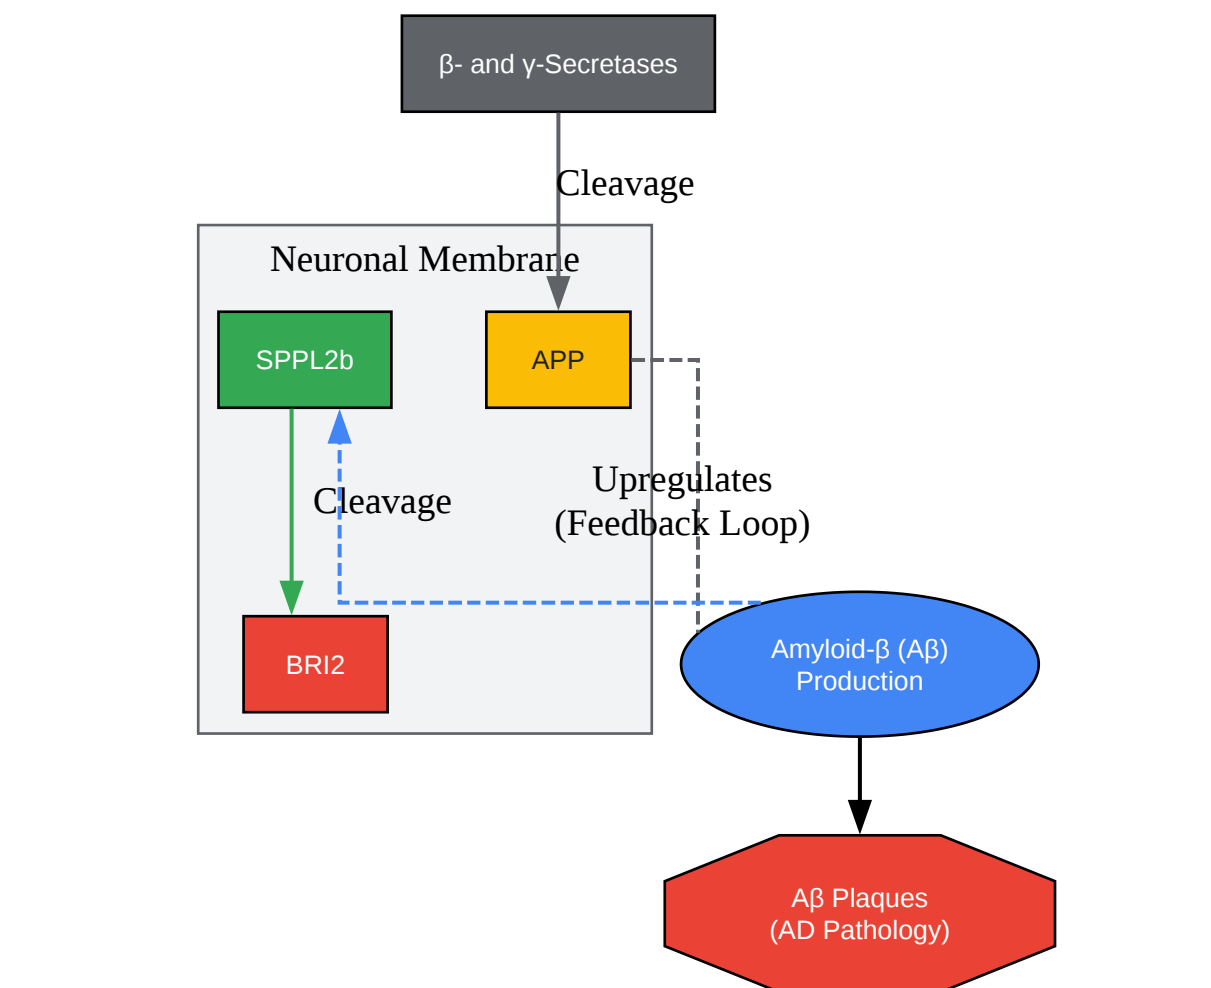 β- and γ-Secretases
Cleavage
Neuronal Membrane
SPPL2b
APP
Upregulates
(Feedback Loop)
Cleavage
BRI2
Amyloid-β (Aβ)
Production
Aβ Plaques
(AD Pathology)